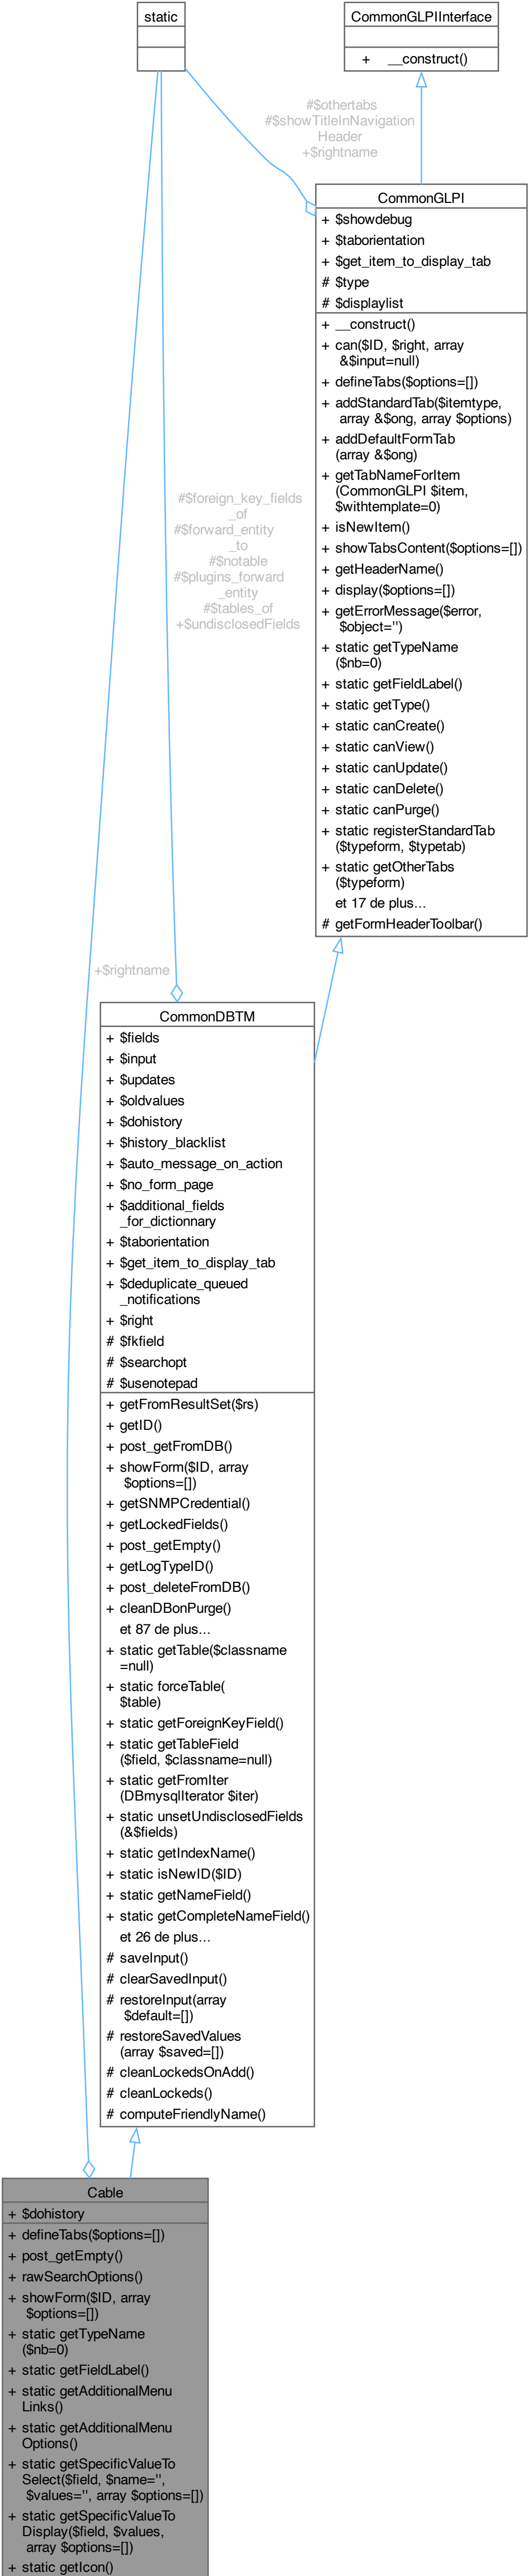 static
CommonGLPIInterface
+ __construct()
#$othertabs
#$showTitleInNavigation
Header
+$rightname
CommonGLPI
+ $showdebug
+ $taborientation
+ $get_item_to_display_tab
# $type
# $displaylist
+ __construct()
+ can($ID, $right, array
&$input=null)
+ defineTabs($options=[])
+ addStandardTab($itemtype,
array &$ong, array $options)
+ addDefaultFormTab
(array &$ong)
+ getTabNameForItem
(CommonGLPI $item,
$withtemplate=0)
+ isNewItem()
+ showTabsContent($options=[])
+ getHeaderName()
+ display($options=[])
+ getErrorMessage($error,
$object='')
+ static getTypeName
($nb=0)
+ static getFieldLabel()
+ static getType()
+ static canCreate()
+ static canView()
+ static canUpdate()
+ static canDelete()
+ static canPurge()
+ static registerStandardTab
($typeform, $typetab)
+ static getOtherTabs
($typeform)
et 17 de plus...
# getFormHeaderToolbar()
#$foreign_key_fields
_of
#$forward_entity
_to
#$notable
#$plugins_forward
_entity
#$tables_of
+$undisclosedFields
+$rightname
CommonDBTM
+ $fields
+ $input
+ $updates
+ $oldvalues
+ $dohistory
+ $history_blacklist
+ $auto_message_on_action
+ $no_form_page
+ $additional_fields
_for_dictionnary
+ $taborientation
+ $get_item_to_display_tab
+ $deduplicate_queued
_notifications
+ $right
# $fkfield
# $searchopt
# $usenotepad
+ getFromResultSet($rs)
+ getID()
+ post_getFromDB()
+ showForm($ID, array
$options=[])
+ getSNMPCredential()
+ getLockedFields()
+ post_getEmpty()
+ getLogTypeID()
+ post_deleteFromDB()
+ cleanDBonPurge()
et 87 de plus...
+ static getTable($classname
=null)
+ static forceTable(
$table)
+ static getForeignKeyField()
+ static getTableField
($field, $classname=null)
+ static getFromIter
(DBmysqlIterator $iter)
+ static unsetUndisclosedFields
(&$fields)
+ static getIndexName()
+ static isNewID($ID)
+ static getNameField()
+ static getCompleteNameField()
et 26 de plus...
# saveInput()
# clearSavedInput()
# restoreInput(array
$default=[])
# restoreSavedValues
(array $saved=[])
# cleanLockedsOnAdd()
# cleanLockeds()
# computeFriendlyName()
Cable
+ $dohistory
+ defineTabs($options=[])
+ post_getEmpty()
+ rawSearchOptions()
+ showForm($ID, array
$options=[])
+ static getTypeName
($nb=0)
+ static getFieldLabel()
+ static getAdditionalMenu
Links()
+ static getAdditionalMenu
Options()
+ static getSpecificValueTo
Select($field, $name='',
$values='', array $options=[])
+ static getSpecificValueTo
Display($field, $values,
array $options=[])
+ static getIcon()